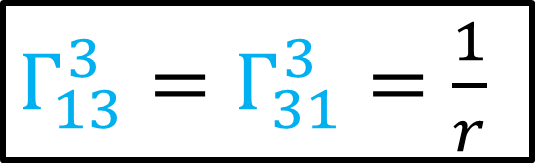 Γ³₁₃ = Γ³₃₁ = 1/r